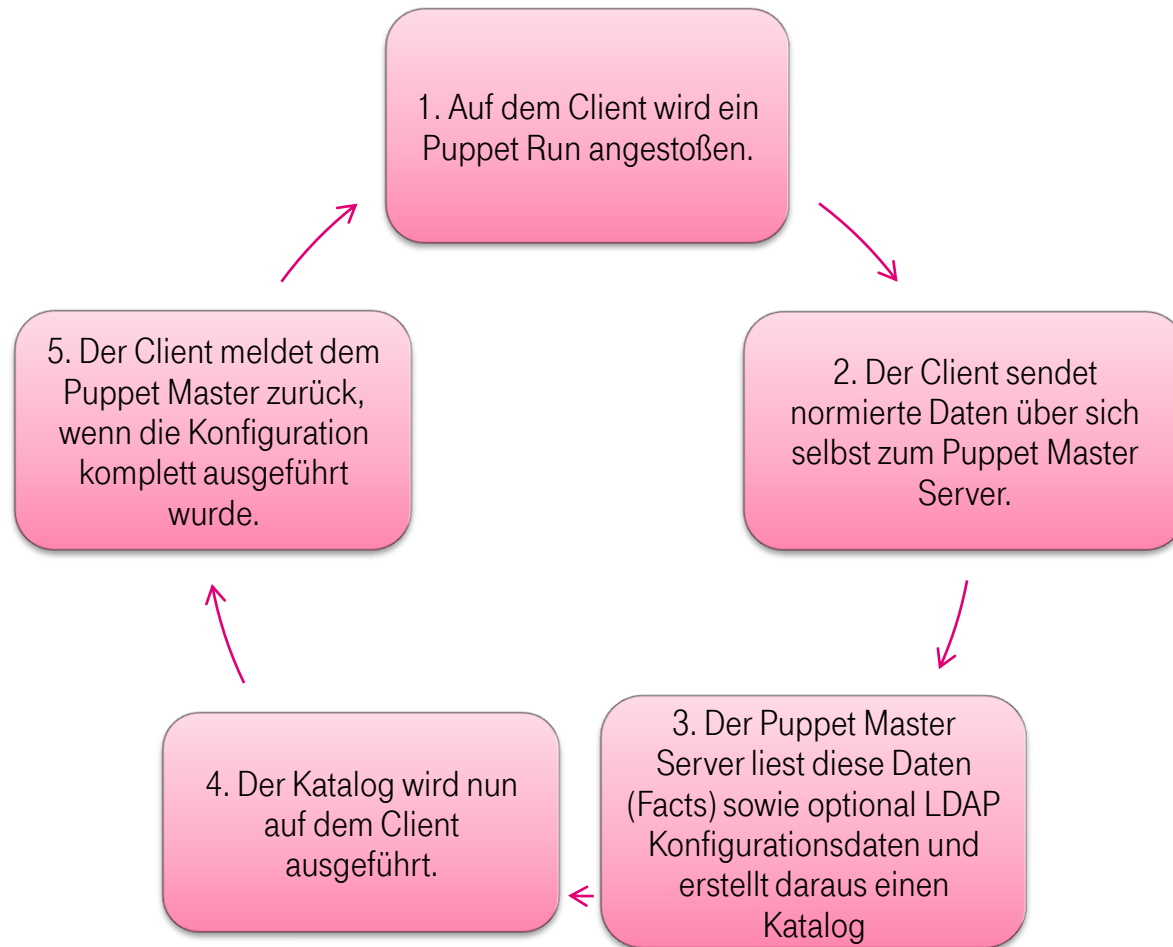 1. Auf dem Client wird ein
Puppet Run angestoßen.
2. Der Client sendet
normierte Daten über sich
selbst zum Puppet Master
Server.
3. Der Puppet Master
Server liest diese Daten
(Facts) sowie optional LDAP
Konfigurationsdaten und
erstellt daraus einen
Katalog
4. Der Katalog wird nun
auf dem Client
ausgeführt.
5. Der Client meldet dem
Puppet Master zurück,
wenn die Konfiguration
komplett ausgeführt
wurde.